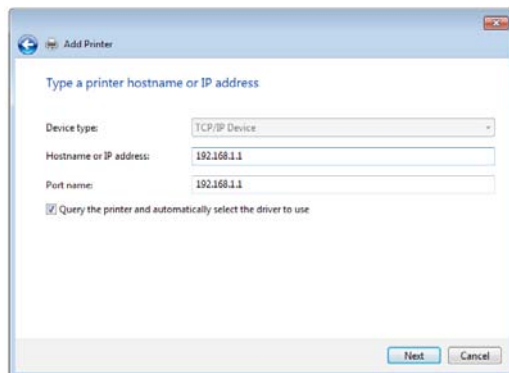 Add Printer
Type a printer hostname or IP address
Device type: TCP/IP Device
Hostname or IP address: 192.168.1.1
Port name: 192.168.1.1
Query the printer and automatically select the driver to use
Next Cancel